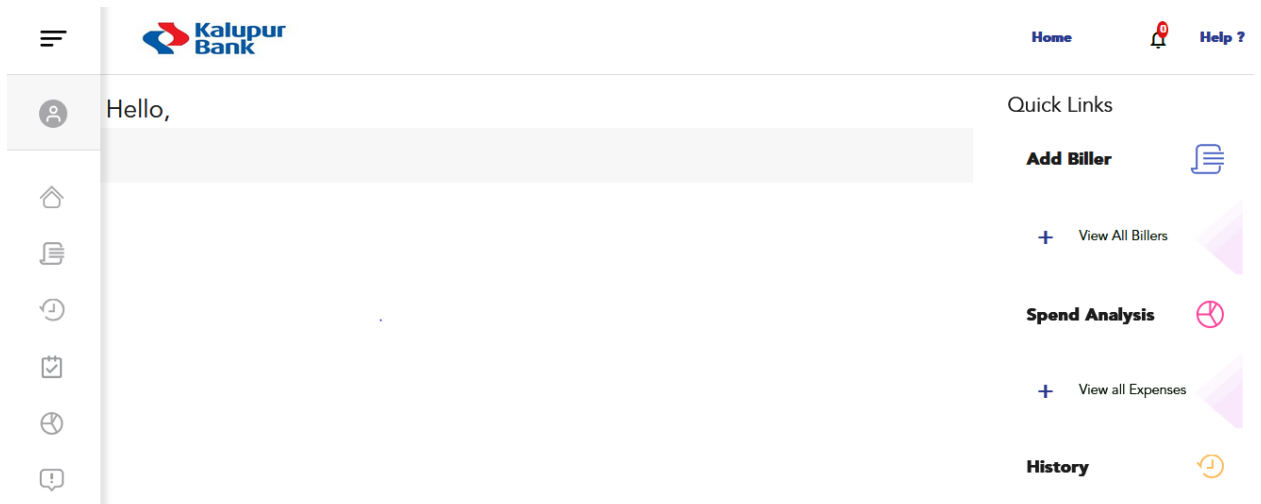 Kalupur
Bank
Home
0
Help ?
Hello,
Quick Links
Add Biller
+ View All Billers
Spend Analysis
+ View all Expenses
History